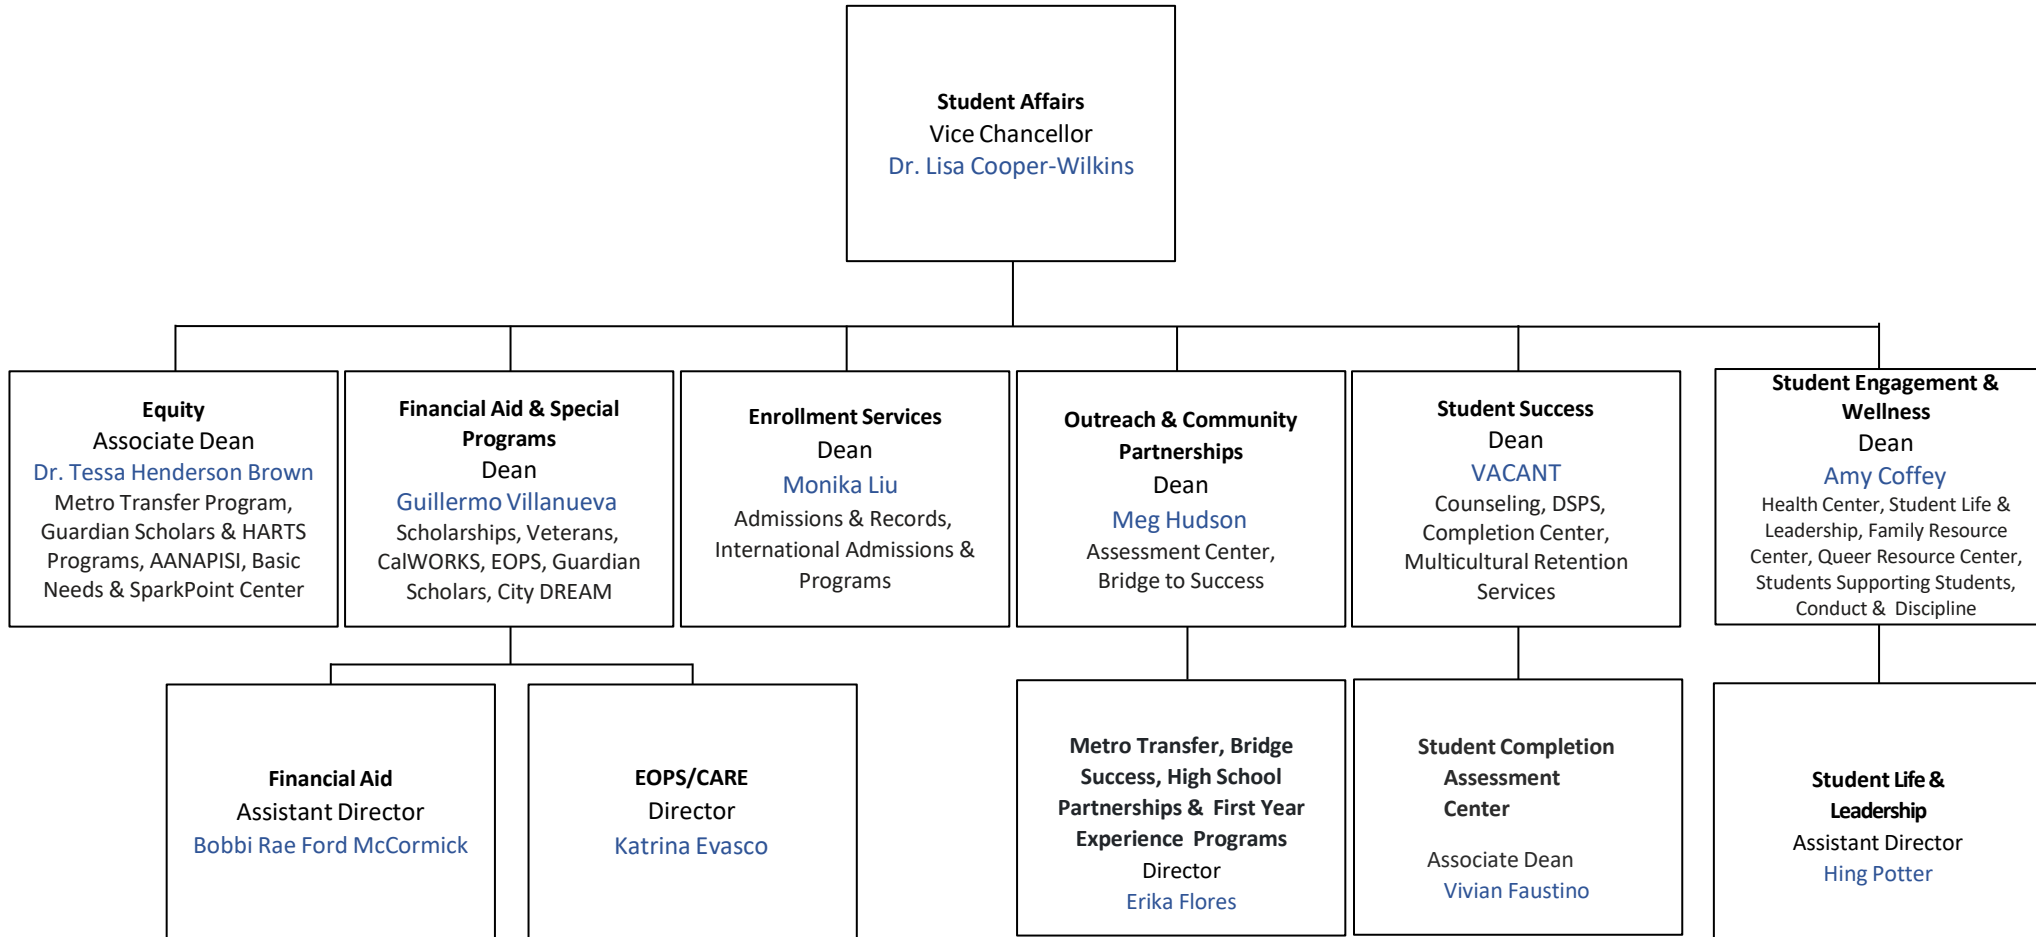 Student Affairs
Vice Chancellor
Dr. Lisa Cooper-Wilkins
Equity
Associate Dean
Dr. Tessa Henderson Brown
Metro Transfer Program,
Guardian Scholars & HARTS
Programs, AANAPISI, Basic
Needs & SparkPoint Center
Financial Aid & Special
Programs
Dean
Guillermo Villanueva
Scholarships, Veterans,
CalWORKS, EOPS, Guardian
Scholars, City DREAM
Enrollment Services
Dean
Monika Liu
Admissions & Records,
International Admissions &
Programs
Outreach & Community
Partnerships
Dean
Meg Hudson
Assessment Center,
Bridge to Success
Student Success
Dean
VACANT
Counseling, DSPS,
Completion Center,
Multicultural Retention
Services
Student Engagement &
Wellness
Dean
Amy Coffey
Health Center, Student Life &
Leadership, Family Resource
Center, Queer Resource Center,
Students Supporting Students,
Conduct & Discipline
Financial Aid
Assistant Director
Bobbi Rae Ford McCormick
EOPS/CARE
Director
Katrina Evasco
Metro Transfer, Bridge
Success, High School
Partnerships & First Year
Experience Programs
Director
Erika Flores
Student Completion
Assessment
Center
Associate Dean
Vivian Faustino
Student Life &
Leadership
Assistant Director
Hing Potter